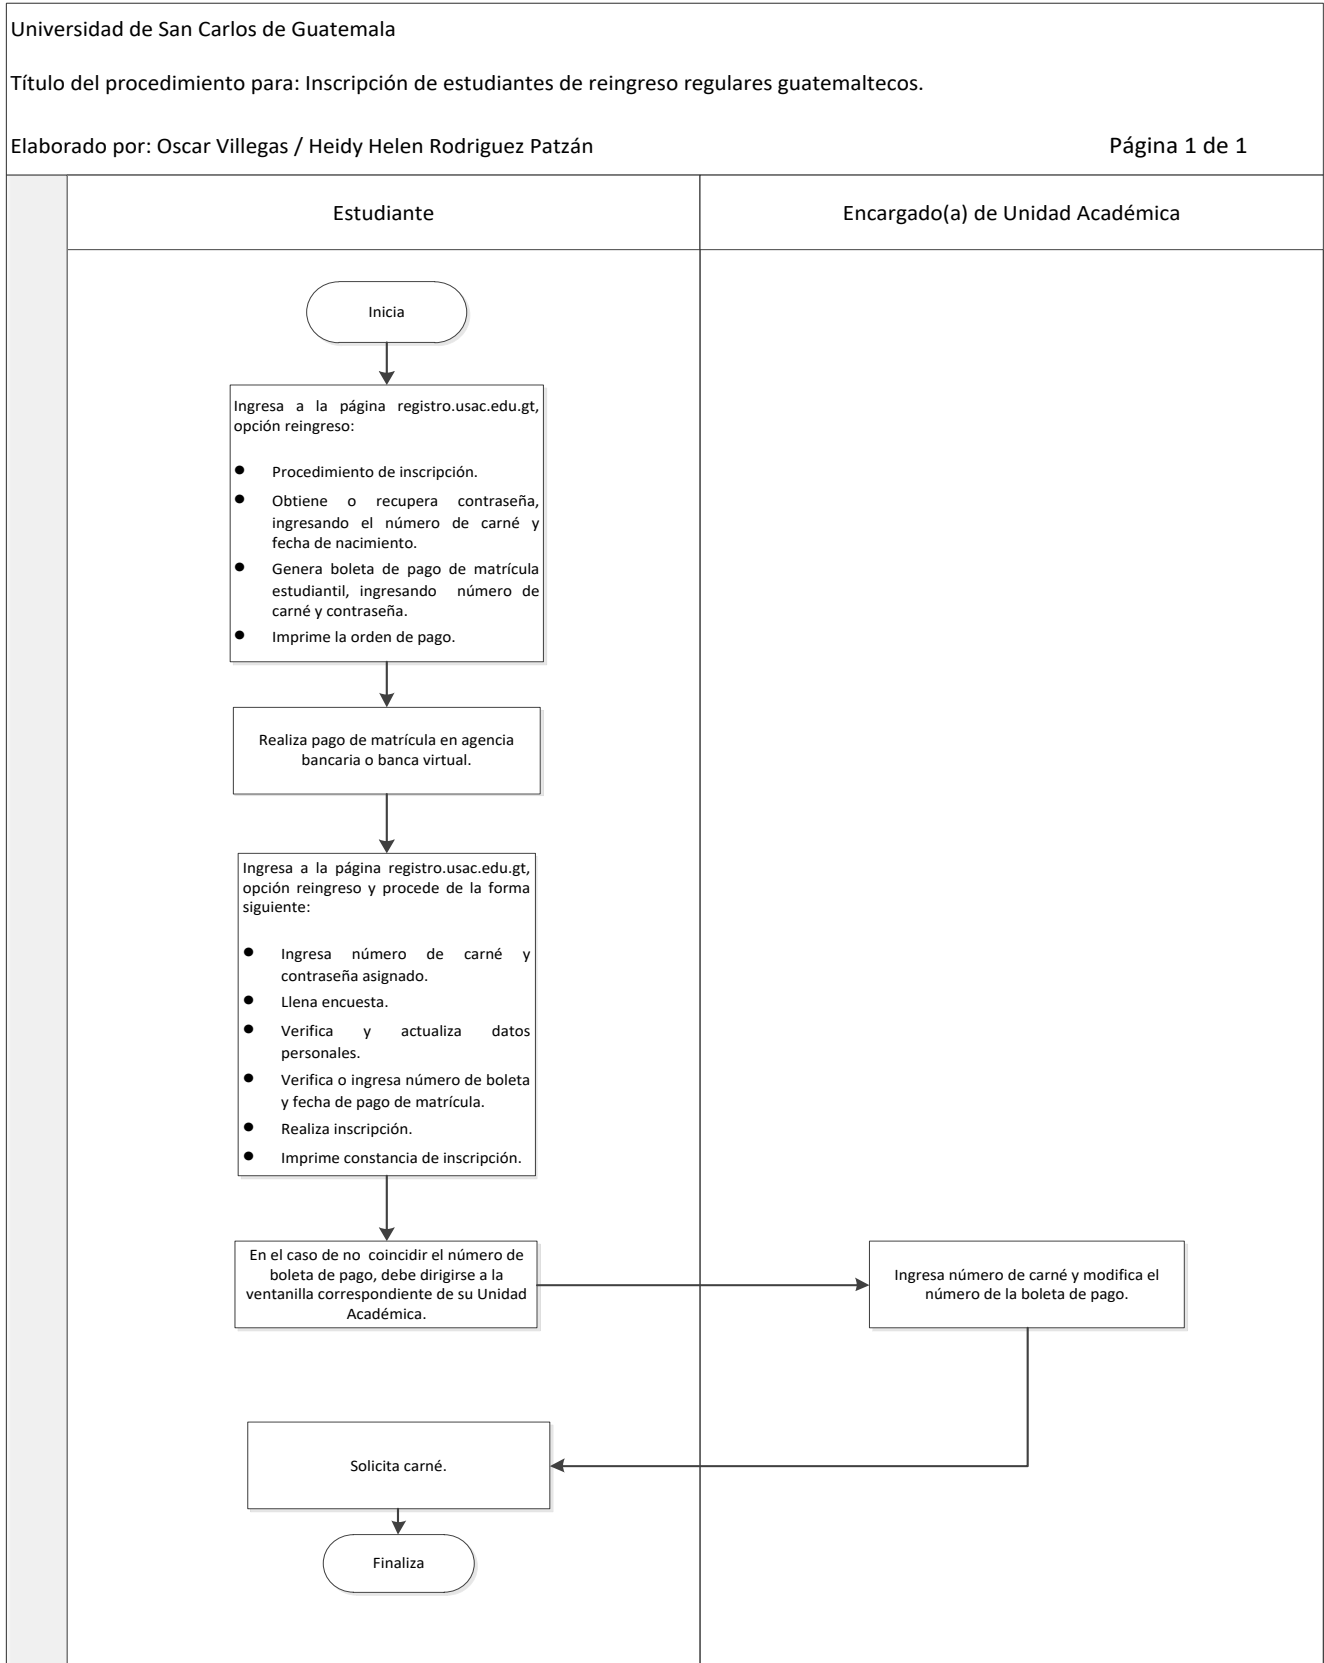 Universidad de San Carlos de Guatemala
Título del procedimiento para: Inscripción de estudiantes de reingreso regulares guatemaltecos.
Elaborado por: Oscar Villegas / Heidy Helen Rodriguez Patzán
Página 1 de 1
Estudiante
Encargado(a) de Unidad Académica
Inicia
Ingresa a la página registro.usac.edu.gt,
opción reingreso:
● Procedimiento de inscripción.
● Obtiene o recupera contraseña,
ingresando el número de carné y
fecha de nacimiento.
● Genera boleta de pago de matrícula
estudiantil, ingresando número de
carné y contraseña.
● Imprime la orden de pago.
Realiza pago de matrícula en agencia
bancaria o banca virtual.
Ingresa a la página registro.usac.edu.gt,
opción reingreso y procede de la forma
siguiente:
● Ingresa número de carné y
contraseña asignado.
● Llena encuesta.
● Verifica y actualiza datos
personales.
● Verifica o ingresa número de boleta
y fecha de pago de matrícula.
● Realiza inscripción.
● Imprime constancia de inscripción.
En el caso de no coincidir el número de
boleta de pago, debe dirigirse a la
ventanilla correspondiente de su Unidad
Académica.
Ingresa número de carné y modifica el
número de la boleta de pago.
Solicita carné.
Finaliza